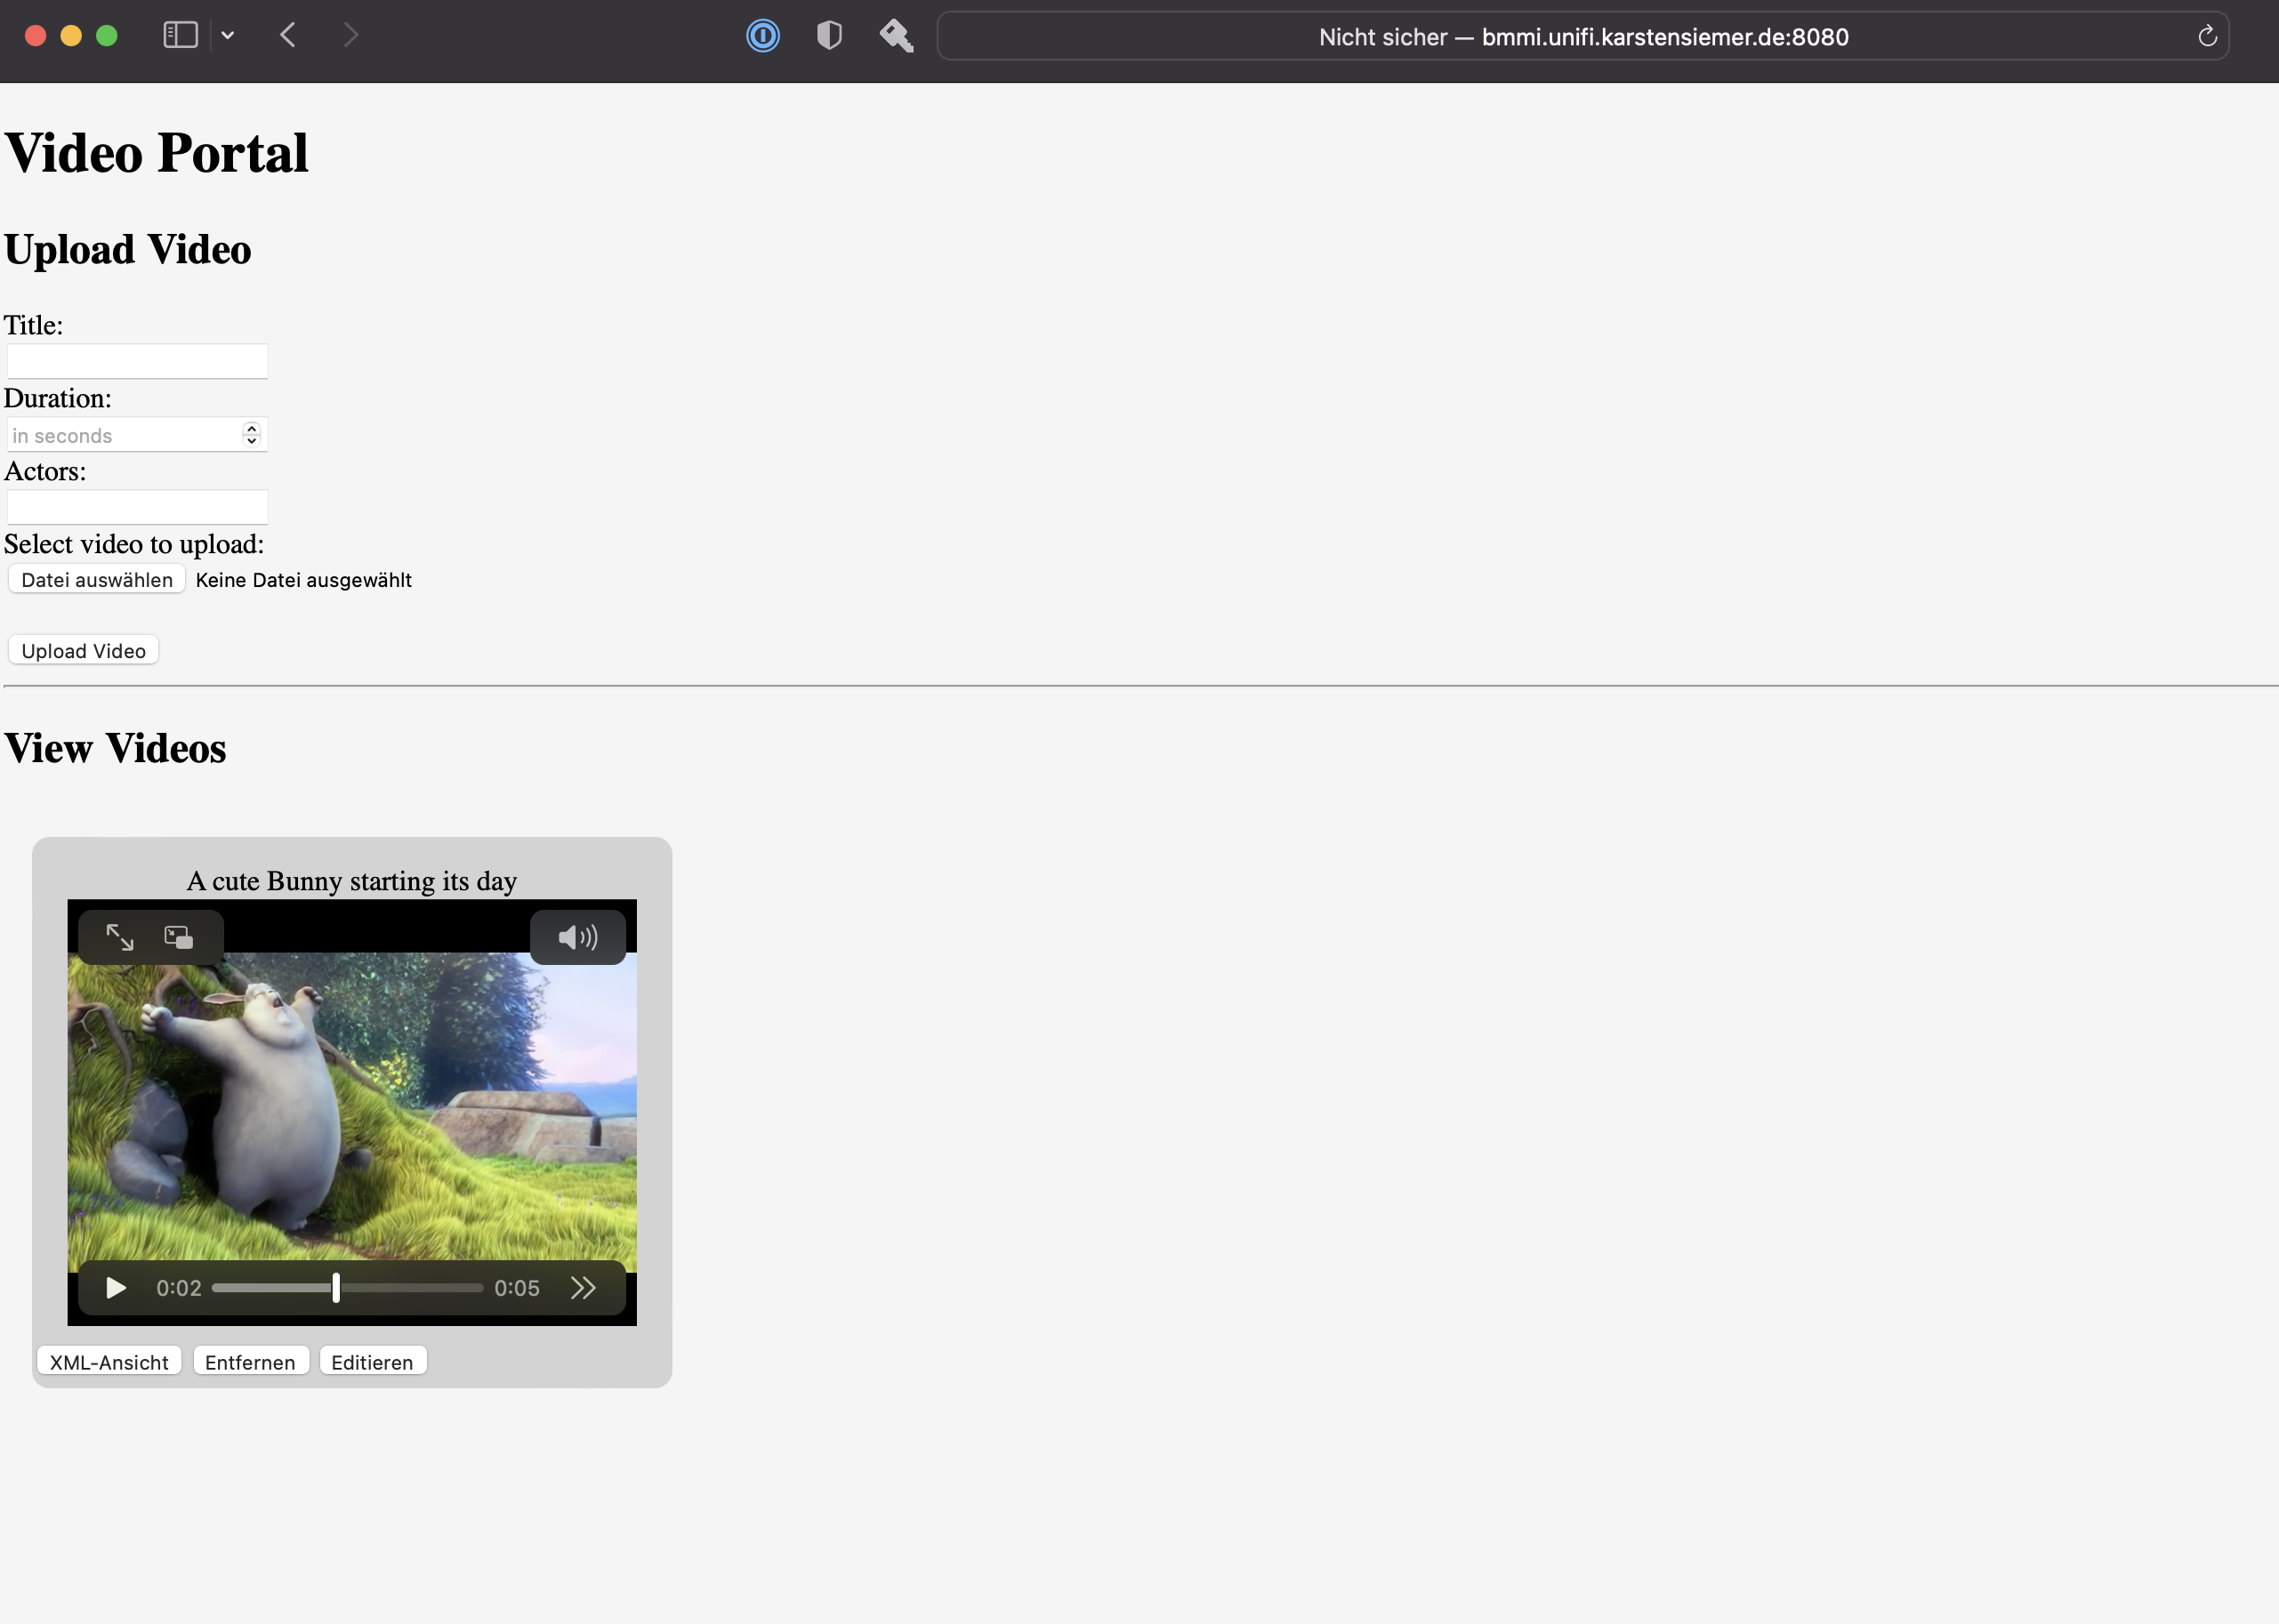 Nicht sicher — bmmi.unifi.karstensiemer.de:8080
Video Portal
Upload Video
Title:
Duration:
in seconds
Actors:
Select video to upload:
Datei auswählen Keine Datei ausgewählt
Upload Video
View Videos
A cute Bunny starting its day
0:02 0:05
XML-Ansicht Entfernen Editieren